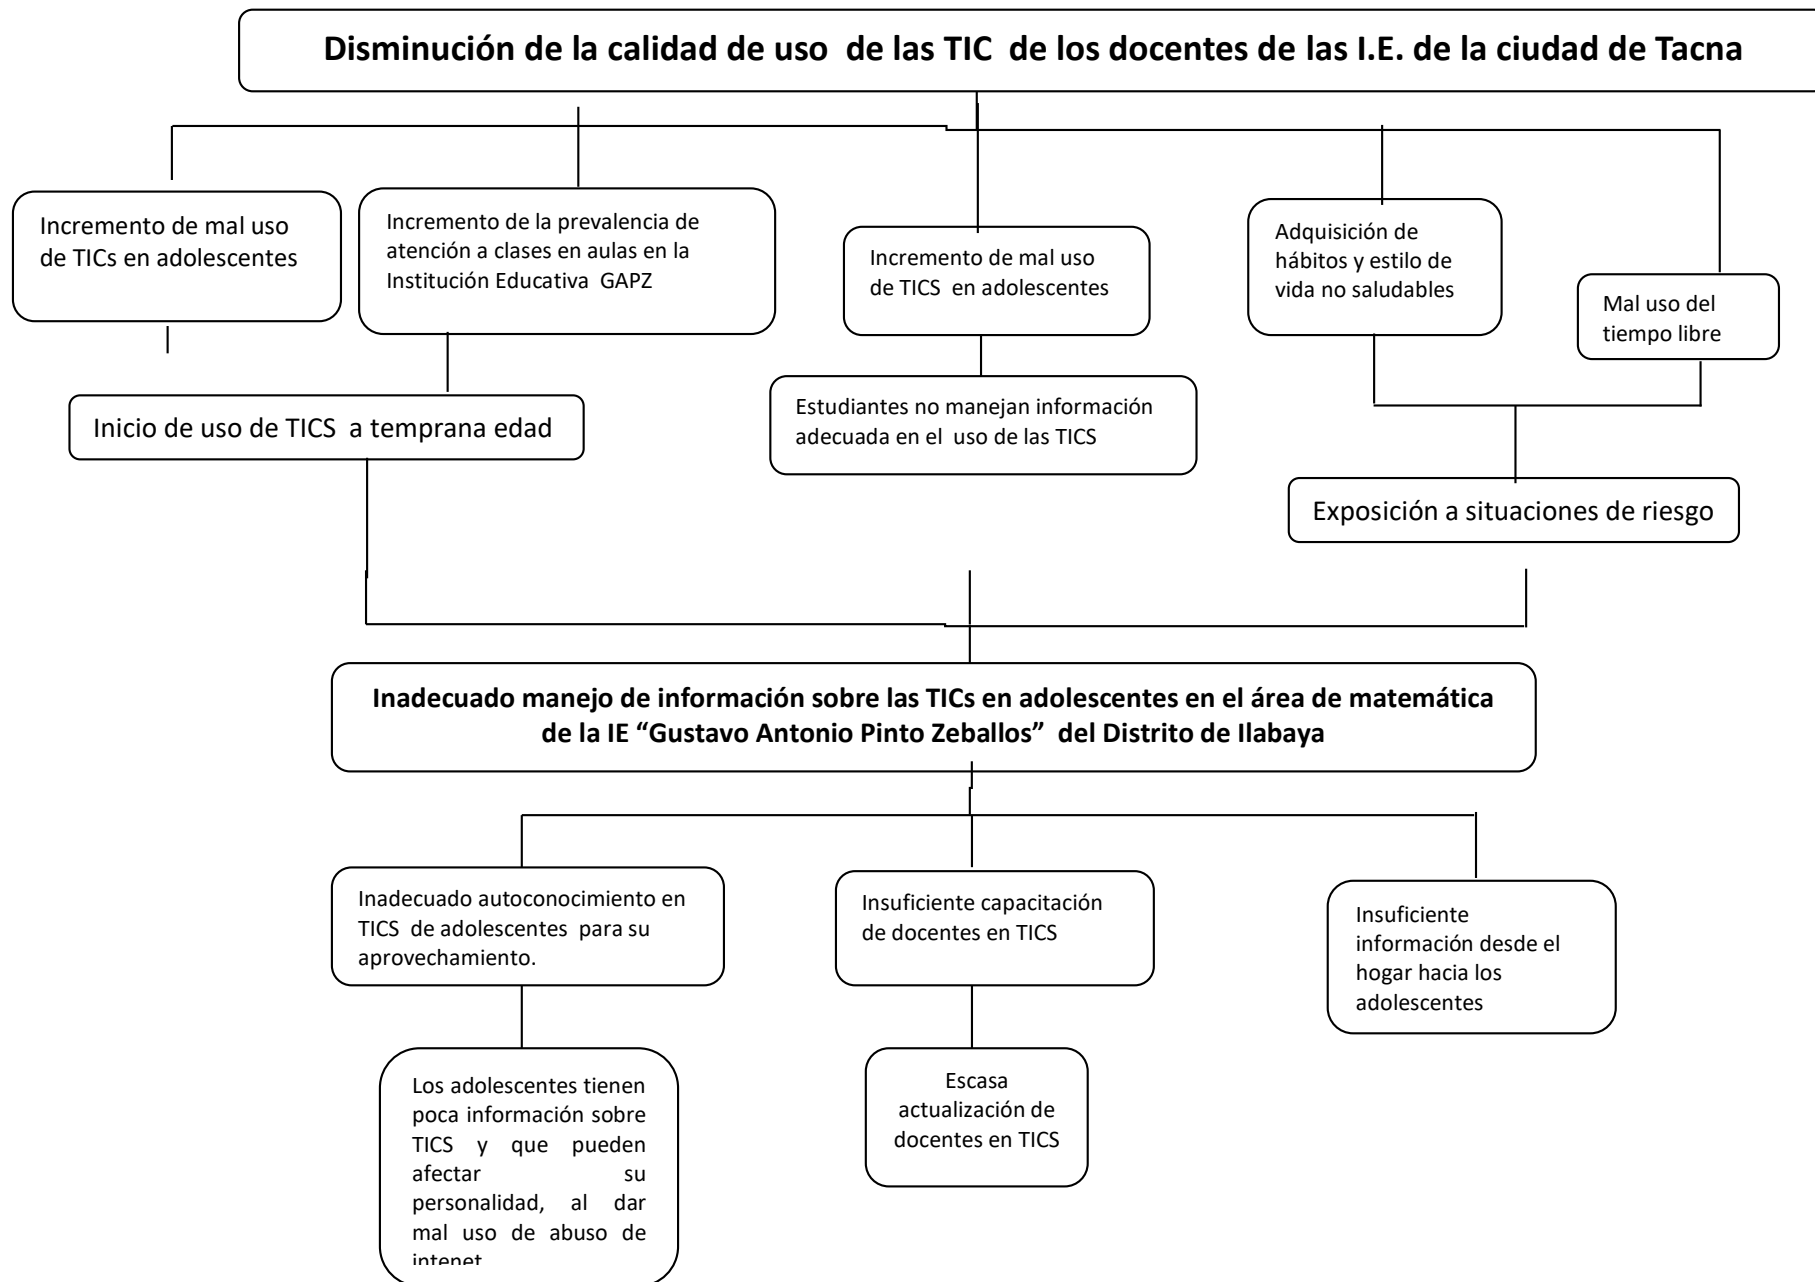 Disminución de la calidad de uso de las TIC de los docentes de las I.E. de la ciudad de Tacna
Incremento de mal uso
de TICs en adolescentes
Incremento de la prevalencia de
atención a clases en aulas en la
Institución Educativa GAPZ
Incremento de mal uso
de TICS en adolescentes
Adquisición de
hábitos y estilo de
vida no saludables
Mal uso del
tiempo libre
Inicio de uso de TICS a temprana edad
Estudiantes no manejan información
adecuada en el uso de las TICS
Exposición a situaciones de riesgo
Inadecuado manejo de información sobre las TICs en adolescentes en el área de matemática
de la IE “Gustavo Antonio Pinto Zeballos” del Distrito de Ilabaya
Inadecuado autoconocimiento en
TICS de adolescentes para su
aprovechamiento.
Insuficiente capacitación
de docentes en TICS
Insuficiente
información desde el
hogar hacia los
adolescentes
Los adolescentes tienen
poca información sobre
TICS y que pueden
afectar su
personalidad, al dar
mal uso de abuso de
intenet
Escasa
actualización de
docentes en TICS